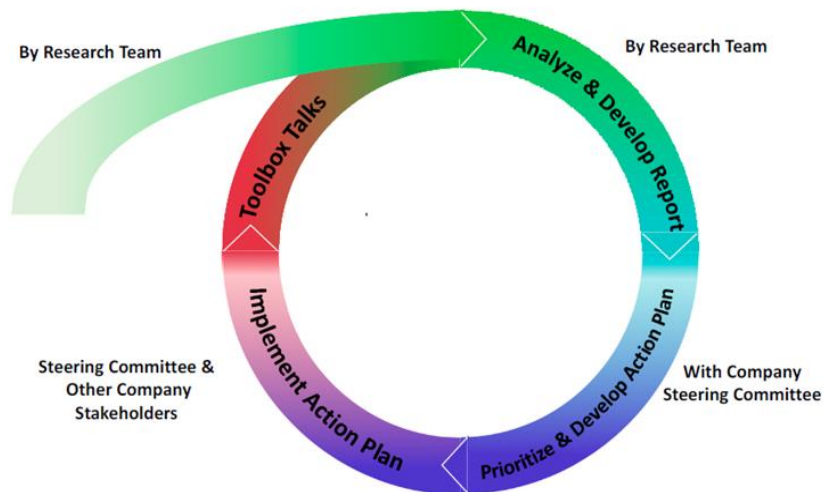 By Research Team
Analyze & Develop Report
By Research Team
Toolbox Talks
Implement Action Plan
Prioritize & Develop Action Plan
Steering Committee &
Other Company
Stakeholders
With Company
Steering Committee